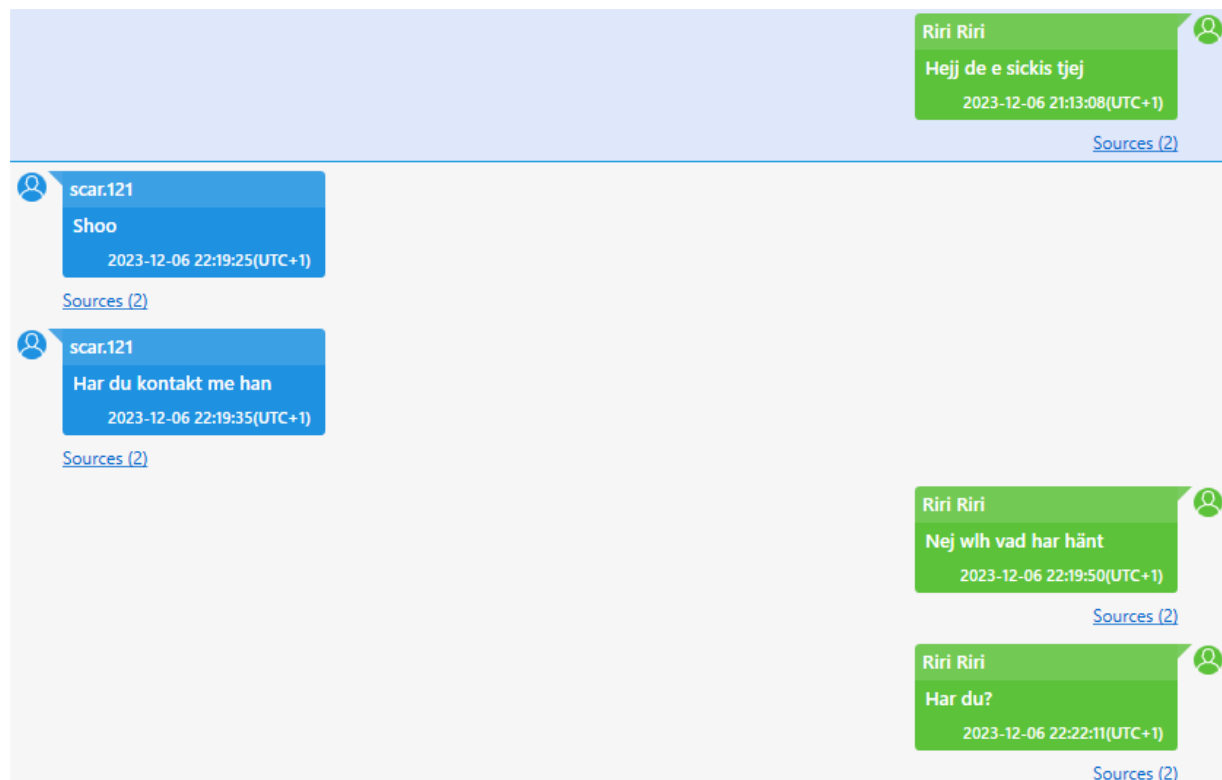 Riri Riri
Hejj de e sickis tjej
2023-12-06 21:13:08(UTC+1)
Sources (2)
scar.121
Shoo
2023-12-06 22:19:25(UTC+1)
Sources (2)
scar.121
Har du kontakt me han
2023-12-06 22:19:35(UTC+1)
Sources (2)
Riri Riri
Nej wlh vad har hänt
2023-12-06 22:19:50(UTC+1)
Sources (2)
Riri Riri
Har du?
2023-12-06 22:22:11(UTC+1)
Sources (2)